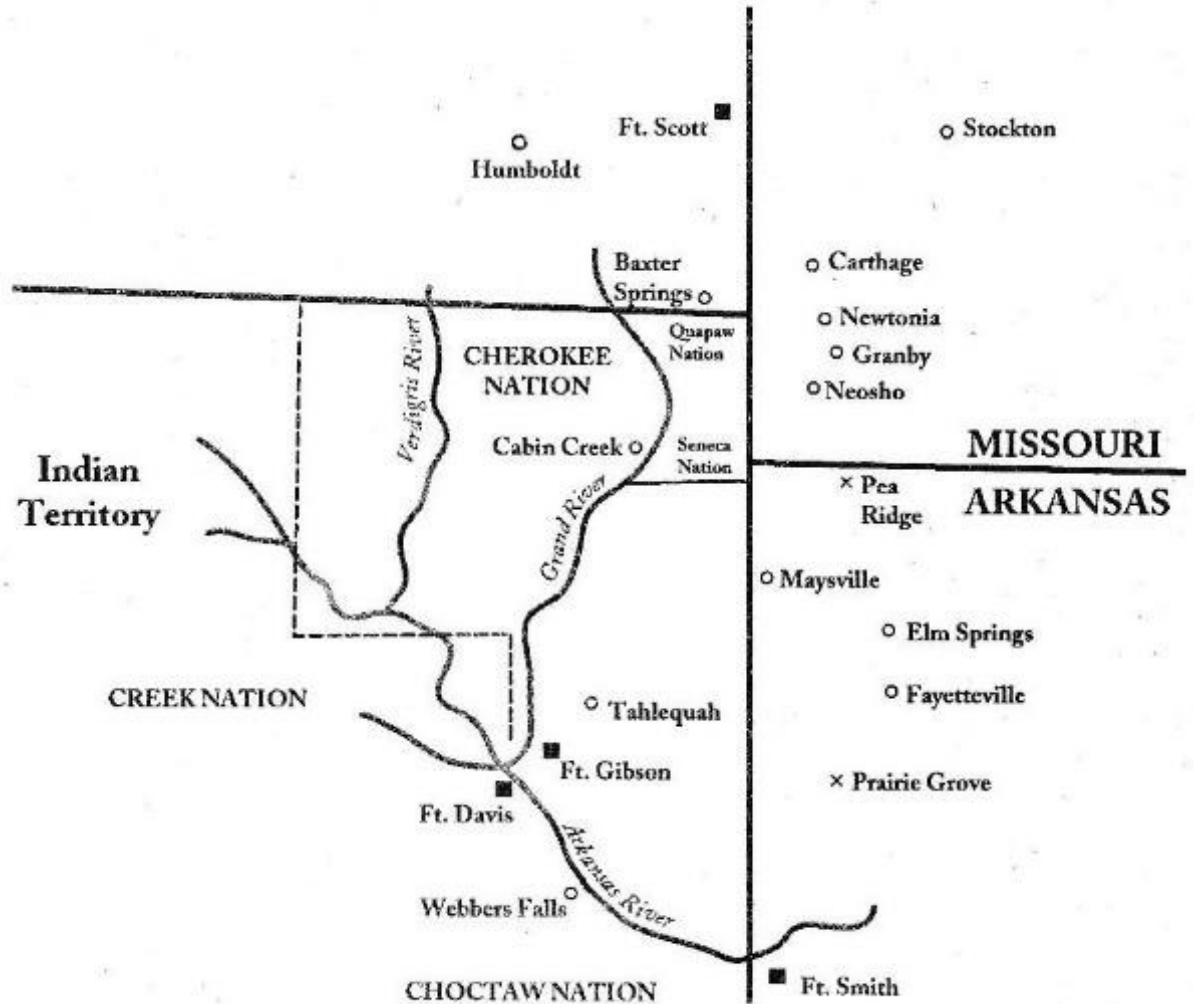 Ft. Scott
Stockton
Humboldt
Baxter
Springs
Carthage
Quapaw
Nation
Newtonia
Granby
Neosho
CHEROKEE
NATION
Verdigris River
Cabin Creek
Seneca
Nation
MISSOURI
ARKANSAS
Indian
Territory
Grand River
Pea
Ridge
Maysville
Elm Springs
CREEK NATION
Tahlequah
Fayetteville
Ft. Gibson
Prairie Grove
Ft. Davis
Arkansas River
Webbers Falls
CHOCTAW NATION
Ft. Smith